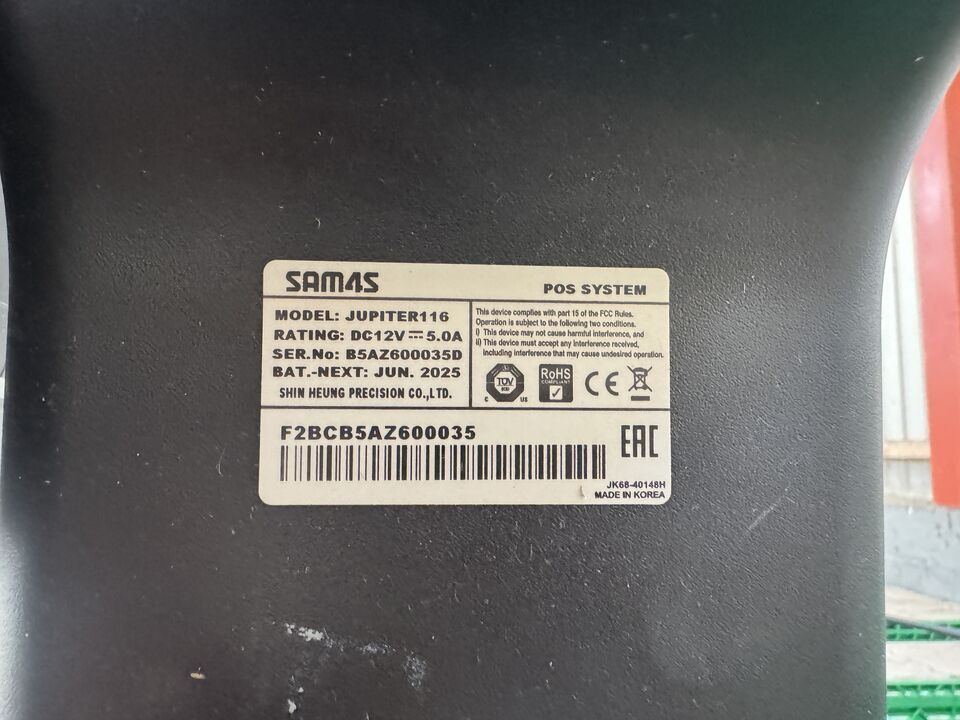 SAM4S
POS SYSTEM
MODEL: JUPITER116
RATING: DC12V ⎓ 5.0A
SER.No: B5AZ600035D
BAT.-NEXT: JUN. 2025
SHIN HEUNG PRECISION CO.,LTD.
This device complies with part 15 of the FCC Rules.
Operation is subject to the following two conditions.
i) This device may not cause harmful interference, and
ii) This device must accept any interference received,
including interference that may cause undesired operation.
TÜV
C US
RoHS
COMPLIANT
CE
F2BCB5AZ600035
EAC
JK68-40148H
MADE IN KOREA